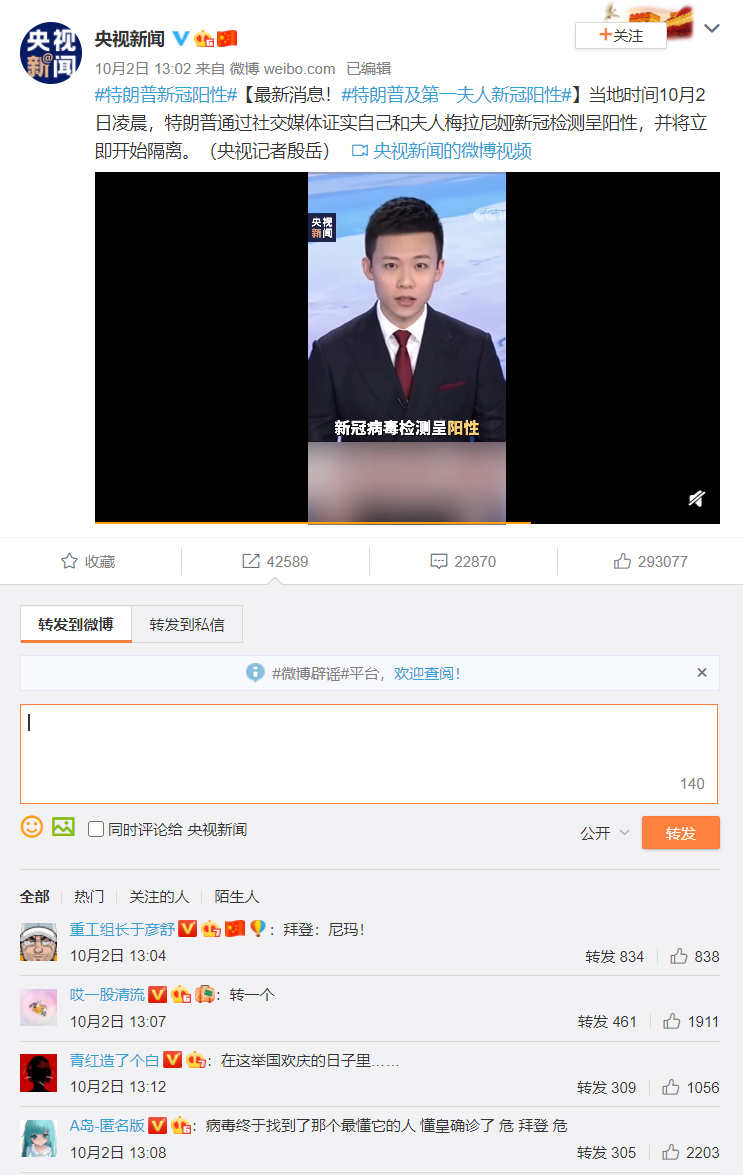 央视
新闻
央视新闻
+关注
10月2日 13:02 来自 微博 weibo.com 已编辑
#特朗普新冠阳性#【最新消息！#特朗普及第一夫人新冠阳性#】当地时间10月2
日凌晨，特朗普通过社交媒体证实自己和夫人梅拉尼娅新冠检测呈阳性，并将立
即开始隔离。（央视记者殷岳） 央视新闻的微博视频
央视
新闻
CCT
新冠病毒检测呈阳性
收藏 42589 22870 293077
转发到微博 转发到私信
#微博辟谣#平台，欢迎查阅！ ×
140
同时评论给 央视新闻 公开 转发
全部 热门 关注的人 陌生人
重工组长于彦舒：拜登：尼玛！
10月2日 13:04 转发 834 838
哎一股清流：转一个
10月2日 13:07 转发 461 1911
青红造了个白：在这举国欢庆的日子里……
10月2日 13:12 转发 309 1056
A岛-匿名版：病毒终于找到了那个最懂它的人 懂皇确诊了 危 拜登 危
10月2日 13:08 转发 305 2203